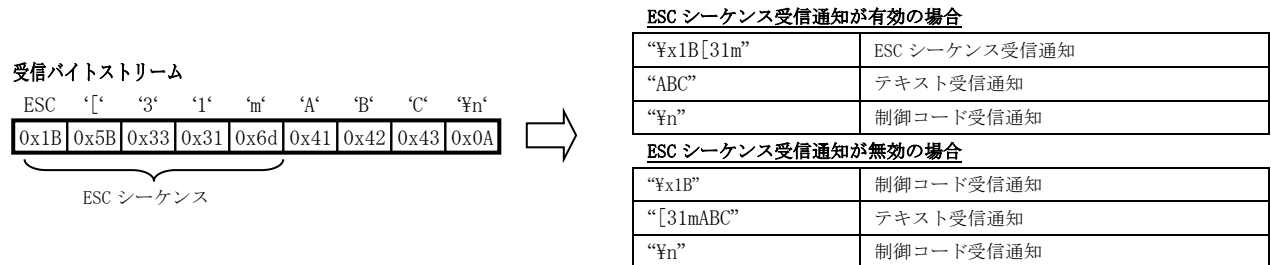 受信バイトストリーム
ESC ‘[‘ ‘3‘ ‘1‘ ‘m‘ ‘A‘ ‘B‘ ‘C‘ ‘¥n‘
0x1B 0x5B 0x33 0x31 0x6d 0x41 0x42 0x43 0x0A
ESC シーケンス
ESC シーケンス受信通知が有効の場合
“¥x1B[31m” ESC シーケンス受信通知
“ABC” テキスト受信通知
“¥n” 制御コード受信通知
ESC シーケンス受信通知が無効の場合
“¥x1B” 制御コード受信通知
“[31mABC” テキスト受信通知
“¥n” 制御コード受信通知